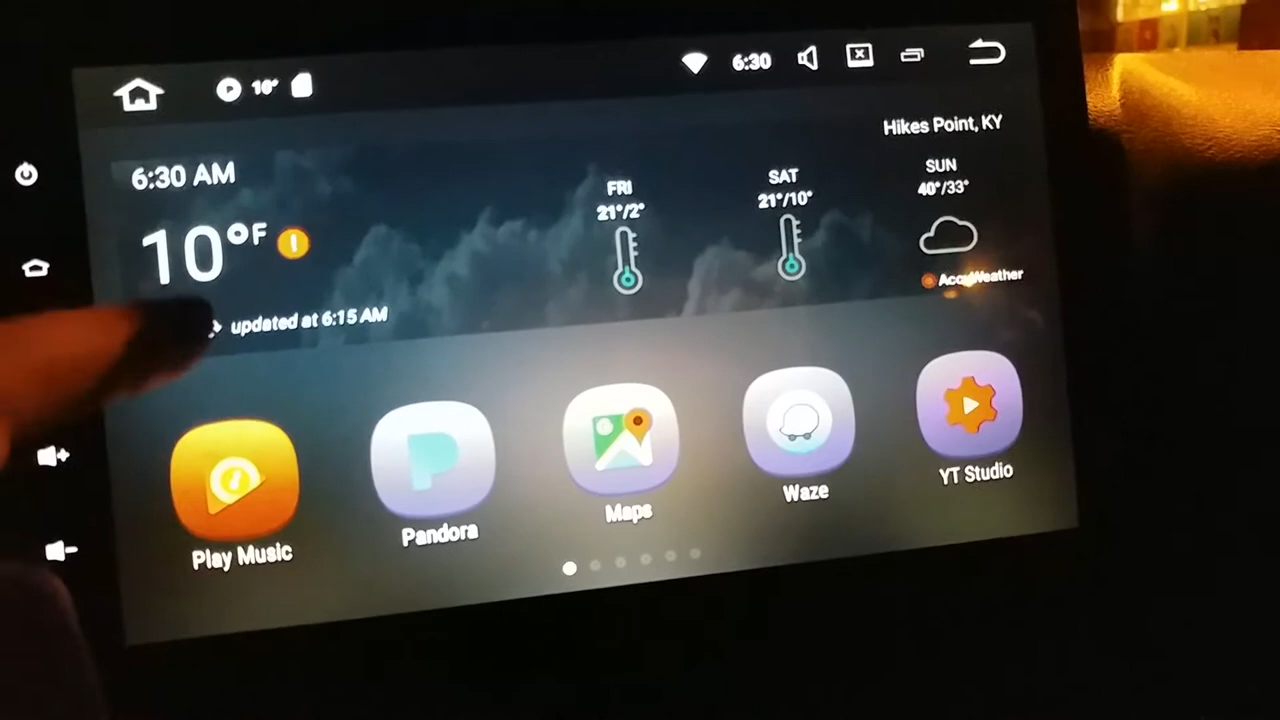 10° 6:30
Hikes Point, KY
6:30 AM
10°F
updated at 6:15 AM
FRI
21°/2°
SAT
21°/10°
SUN
40°/33°
AccuWeather
Play Music
Pandora
Maps
Waze
YT Studio